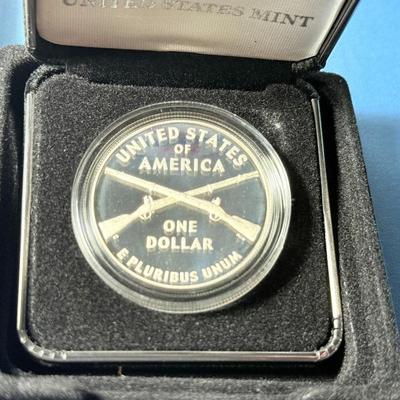 UNITED STATES MINT
UNITED STATES
OF
AMERICA
ONE
DOLLAR
E PLURIBUS UNUM